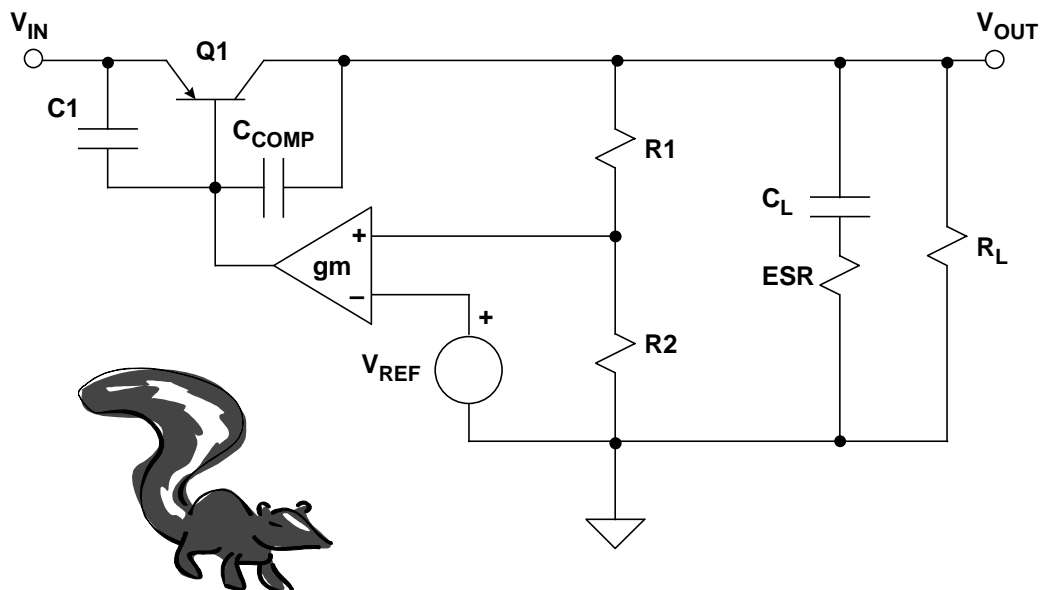 VIN
VOUT
Q1
C1
CCOMP
R1
CL
+
gm
RL
ESR
–
+
R2
VREF